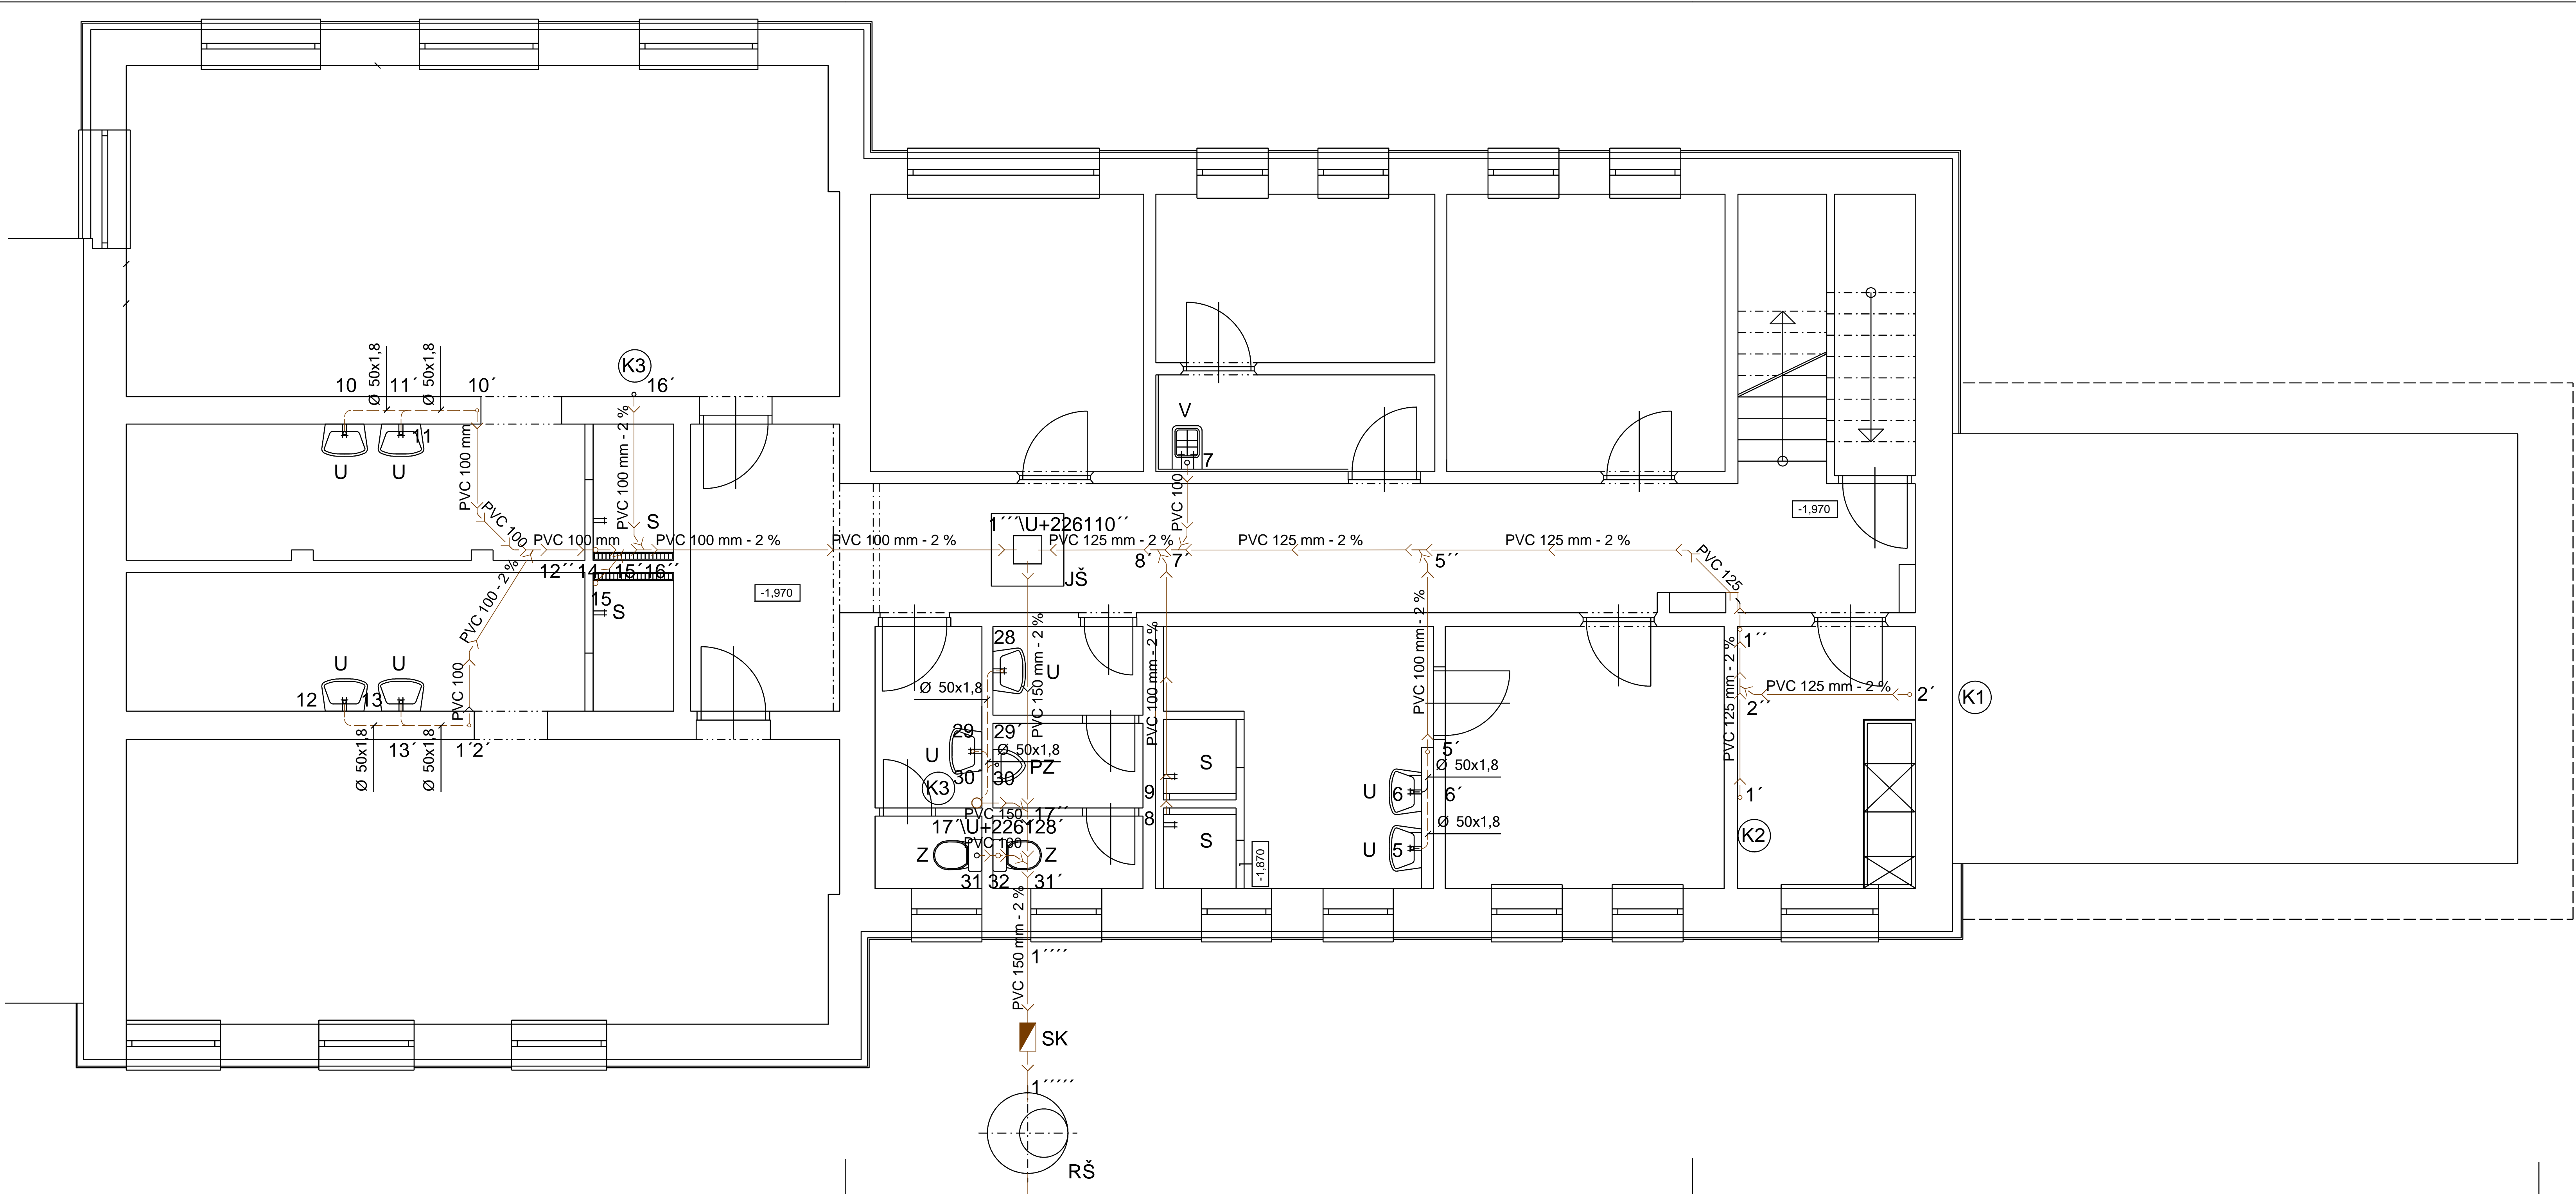 Ø 50x1,8
Ø 50x1,8
K3
10
11´
10´
16´
11
U
U
PVC 100 mm
PVC 100 mm - 2 %
PVC 100
S
PVC 100 mm
PVC 100 mm - 2 %
PVC 100 mm - 2 %
12´´
14
15´
16´´
PVC 100 mm - 2 %
15
S
-1,970
U
U
12
13
PVC 100
13´
1´2´
Ø 50x1,8
Ø 50x1,8
V
7
PVC 100
1´´´\U+226110´´
PVC 125 mm - 2 %
PVC 125 mm - 2 %
PVC 125 mm - 2 %
8´
7´
5´´
JŠ
PVC 125
-1,970
28
U
Ø 50x1,8
PVC 150 mm - 2 %
PVC 100 mm - 2 %
PVC 100 mm - 2 %
PVC 125 mm - 2 %
1´´
PVC 125 mm - 2 %
2´
K1
2´´
29
29´
U
Ø 50x1,8
PZ
30´
30
K3
PVC 150
17´´
17´\U+226128´
PVC 100
Z
Z
31
32
31´
9
8
S
S
-1,870
5´
Ø 50x1,8
U
6
6´
Ø 50x1,8
U
5
1´
K2
PVC 150 mm - 2 %
1´´´´
SK
1´´´´´
RŠ